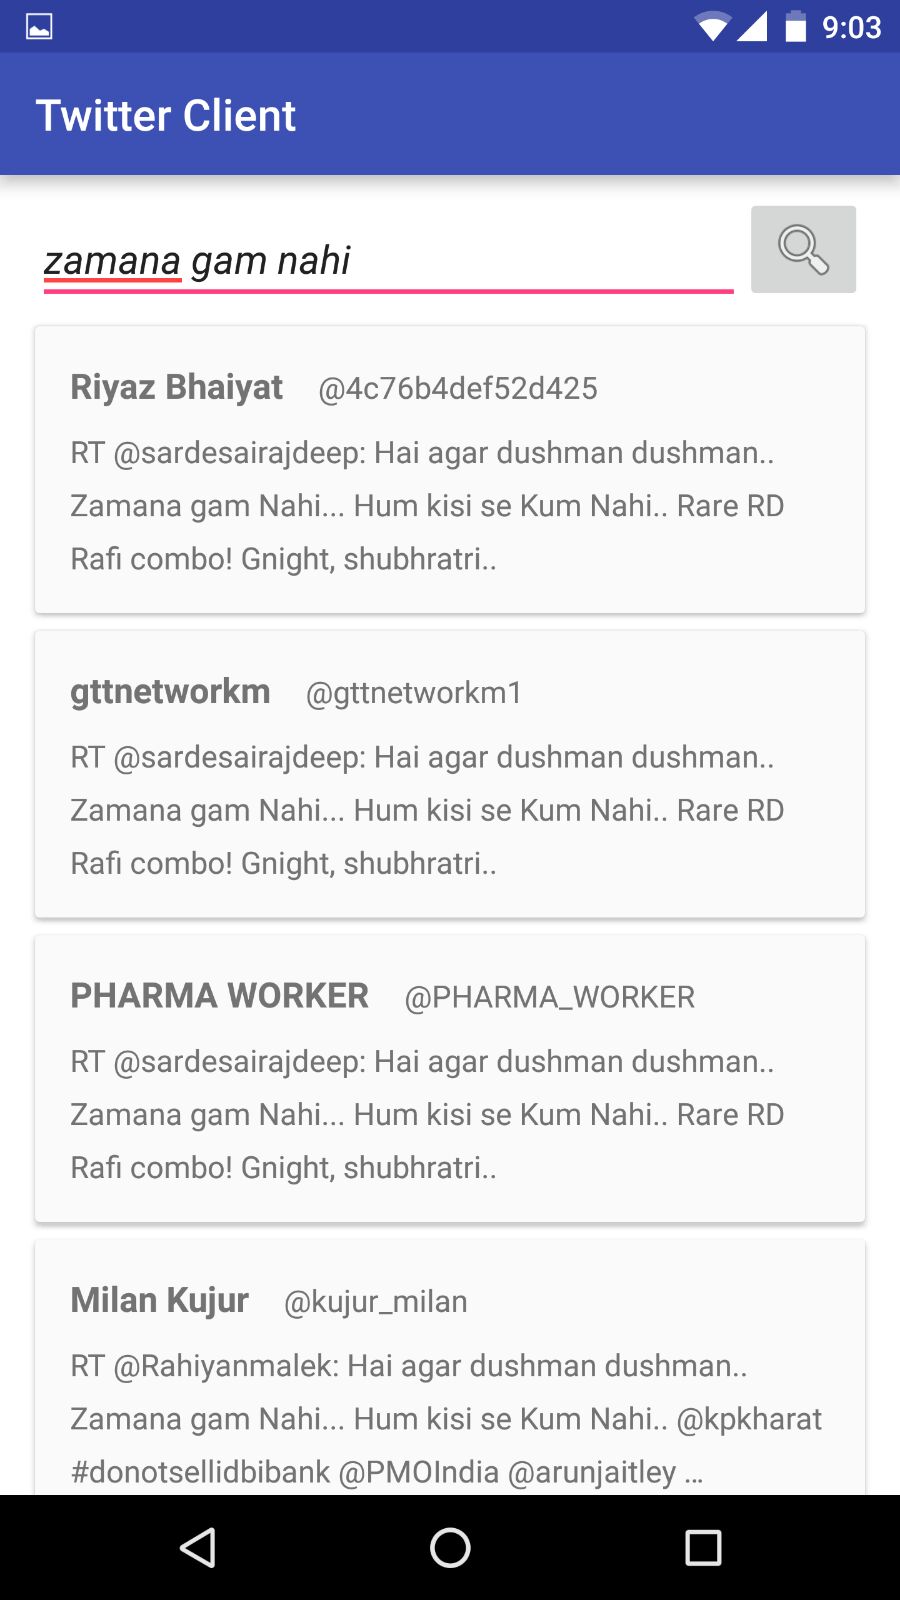 9:03
Twitter Client
zamana gam nahi
Riyaz Bhaiyat @4c76b4def52d425
RT @sardesairajdeep: Hai agar dushman dushman..
Zamana gam Nahi... Hum kisi se Kum Nahi.. Rare RD
Rafi combo! Gnight, shubhratri..
gttnetworkm @gttnetworkm1
RT @sardesairajdeep: Hai agar dushman dushman..
Zamana gam Nahi... Hum kisi se Kum Nahi.. Rare RD
Rafi combo! Gnight, shubhratri..
PHARMA WORKER @PHARMA_WORKER
RT @sardesairajdeep: Hai agar dushman dushman..
Zamana gam Nahi... Hum kisi se Kum Nahi.. Rare RD
Rafi combo! Gnight, shubhratri..
Milan Kujur @kujur_milan
RT @Rahiyanmalek: Hai agar dushman dushman..
Zamana gam Nahi... Hum kisi se Kum Nahi.. @kpkharat
#donotsellidbibank @PMOIndia @arunjaitley ...